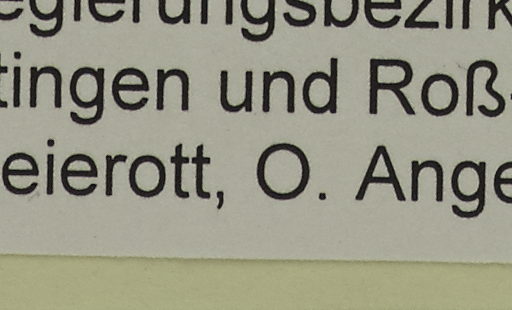 egierungsbezirk
tingen und Roß-
eierott, O. Ange